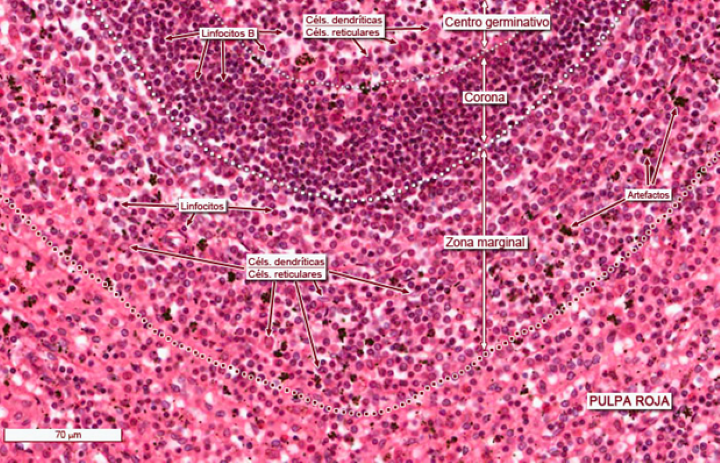 Céls. dendríticas
Céls. reticulares
Centro germinativo
Linfocitos B
Corona
Artefactos
Linfocitos
Zona marginal
Céls. dendríticas
Céls. reticulares
PULPA ROJA
70 µm